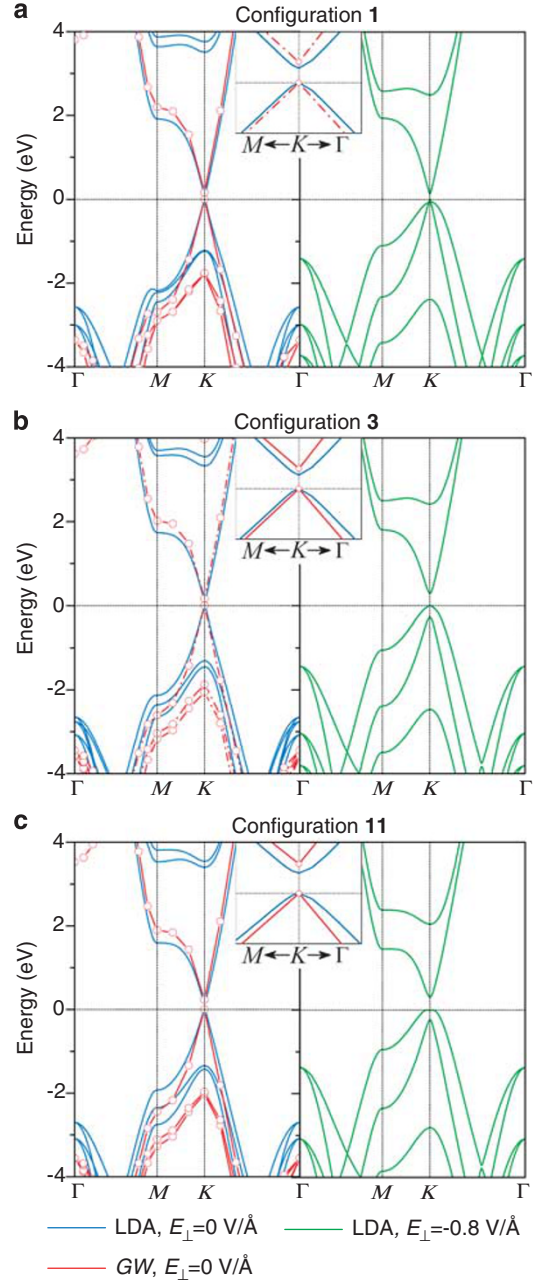 a
Configuration 1
Energy (eV)
4
2
0
-2
-4
M←K→Γ
Γ M K Γ M K Γ
b
Configuration 3
Energy (eV)
4
2
0
-2
-4
M←K→Γ
Γ M K Γ M K Γ
c
Configuration 11
Energy (eV)
4
2
0
-2
-4
M←K→Γ
Γ M K Γ M K Γ
LDA, E⊥=0 V/Å LDA, E⊥=-0.8 V/Å
GW, E⊥=0 V/Å